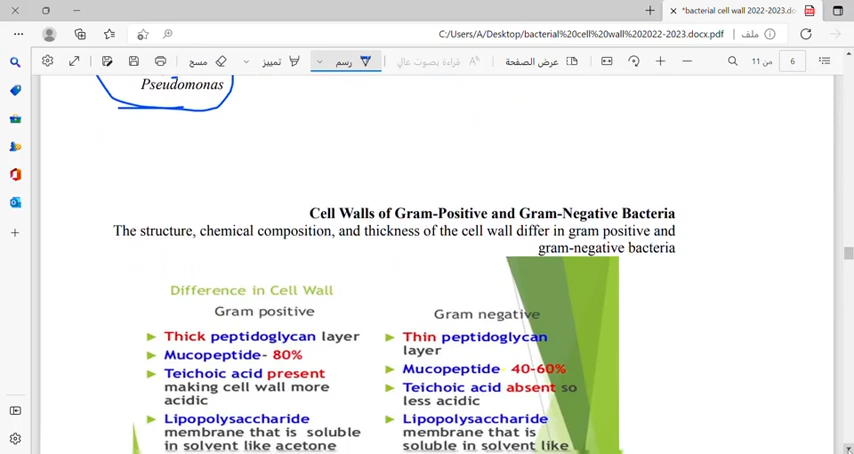 *bacterial cell wall 2022-2023.do
C:/Users/A/Desktop/bacterial%20cell%20wall%202022-2023.docx.pdf
ملف
مسح
تمييز
رسم
قراءة بصوت عالٍ
عرض الصفحة
من 11
6
Pseudomonas
Cell Walls of Gram-Positive and Gram-Negative Bacteria
The structure, chemical composition, and thickness of the cell wall differ in gram positive and
gram-negative bacteria
Difference in Cell Wall
Gram positive
Thick peptidoglycan layer
Mucopeptide- 80%
Teichoic acid present
making cell wall more
acidic
Lipopolysaccharide
membrane that is soluble
in solvent like acetone
Gram negative
Thin peptidoglycan
layer
Mucopeptide 40-60%
Teichoic acid absent so
less acidic
Lipopolysaccharide
membrane that is
soluble in solvent like